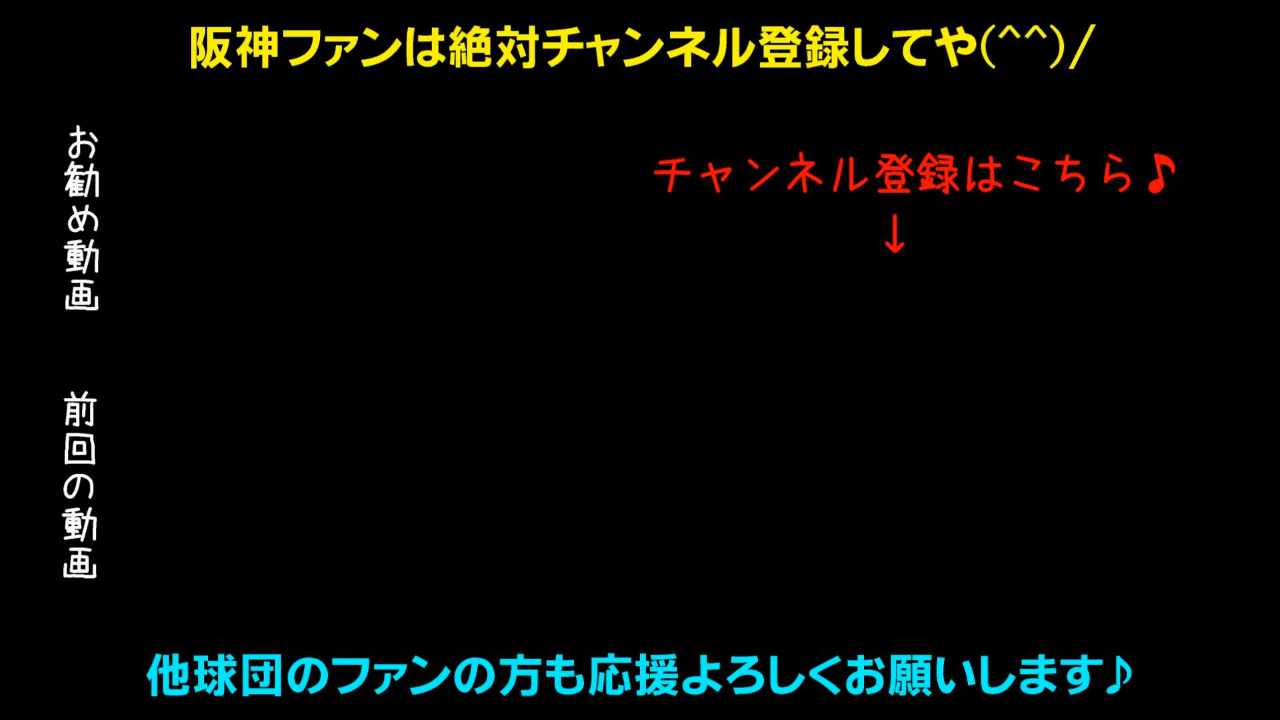 阪神ファンは絶対チャンネル登録してや(^^)/
お勧め動画
チャンネル登録はこちら♪
↓
前回の動画
他球団のファンの方も応援よろしくお願いします♪